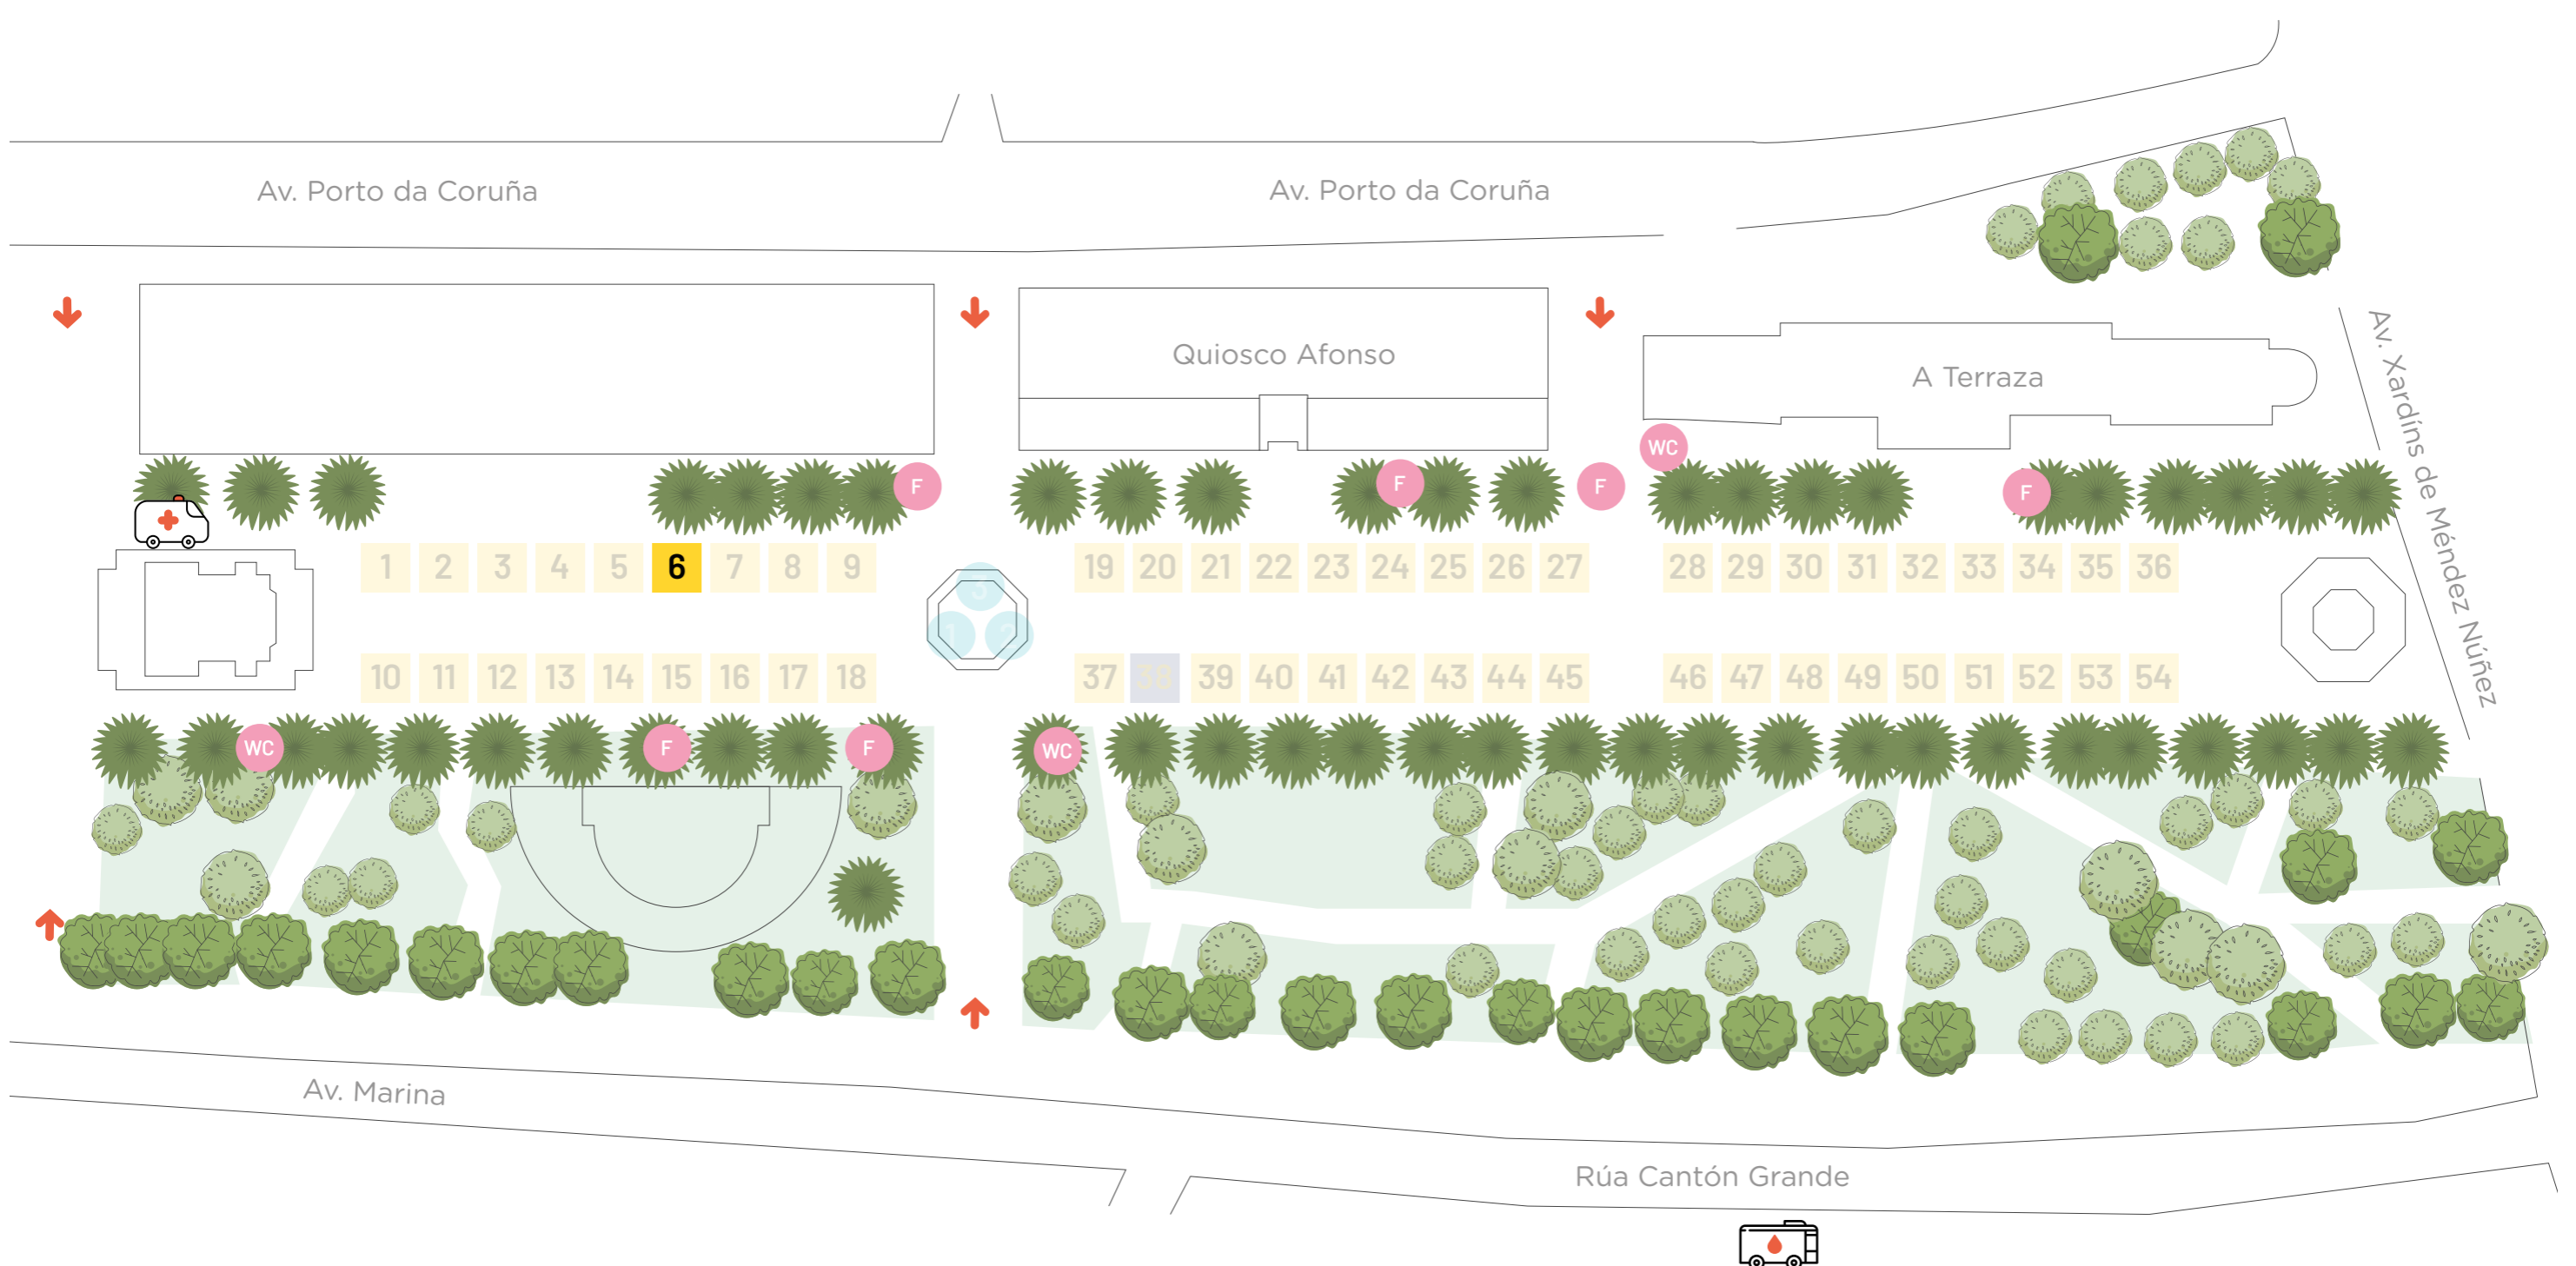 Av. Porto da Coruña
Av. Porto da Coruña
Quiosco Afonso
A Terraza
Av. Xardíns de Méndez Núñez
WC
F
F
F
F
1 2 3 4 5 6 7 8 9
19 20 21 22 23 24 25 26 27
28 29 30 31 32 33 34 35 36
3
1 2
10 11 12 13 14 15 16 17 18
37 38 39 40 41 42 43 44 45
46 47 48 49 50 51 52 53 54
WC
F
F
WC
Av. Marina
Rúa Cantón Grande